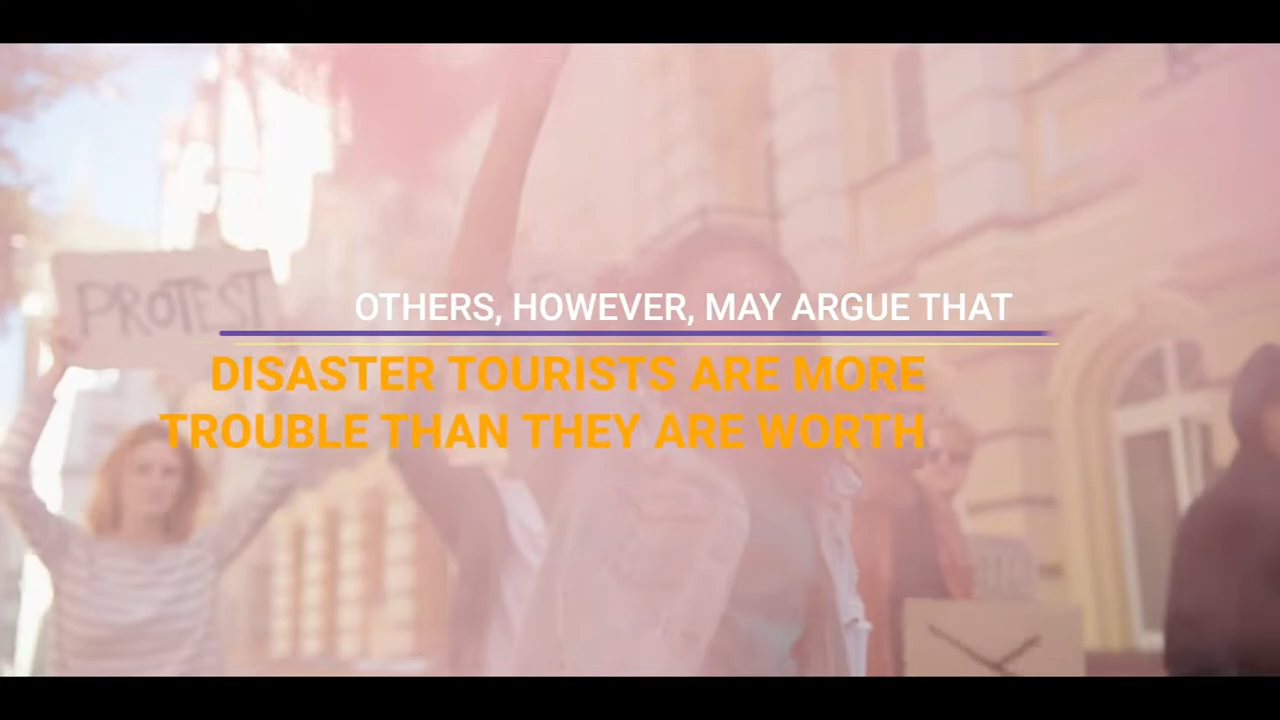 PROTEST
OTHERS, HOWEVER, MAY ARGUE THAT
DISASTER TOURISTS ARE MORE
TROUBLE THAN THEY ARE WORTH